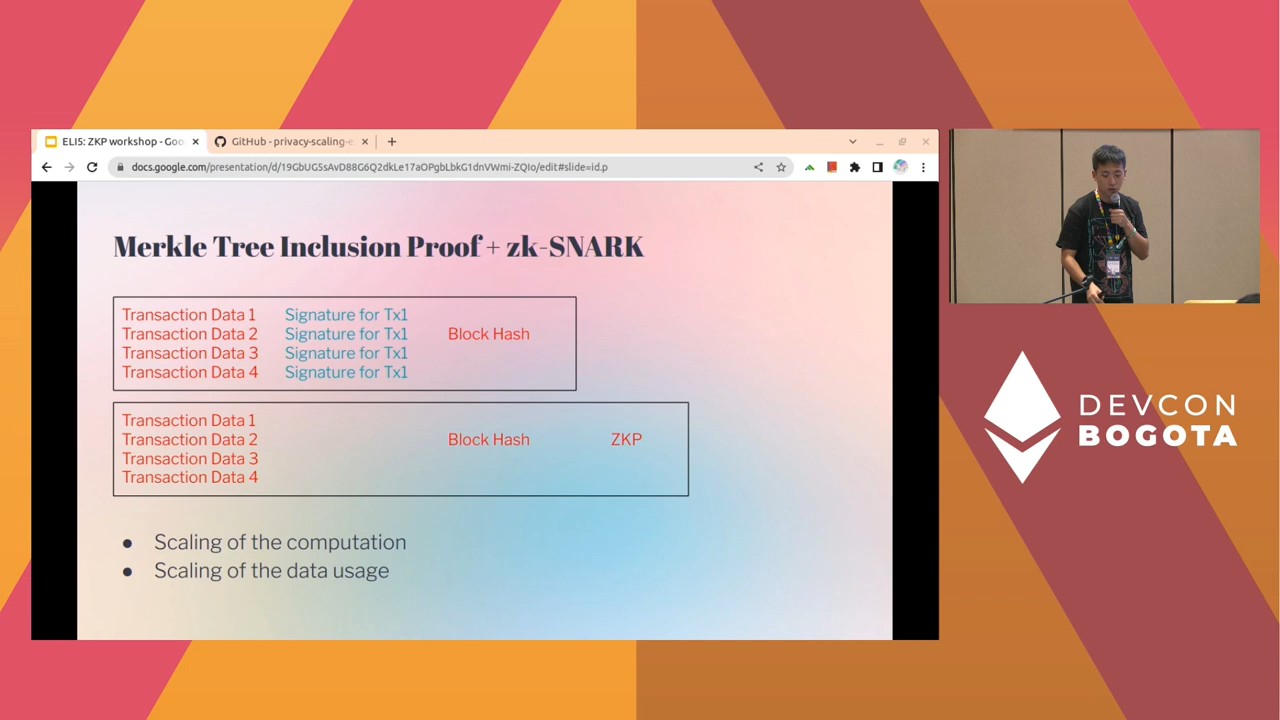 ELI5: ZKP workshop - Goo
GitHub - privacy-scaling-e
docs.google.com/presentation/d/19GbUG5sAvD88G6Q2dkLe17aOPgbLbkG1dnVWmi-ZQIo/edit#slide=id.p
Merkle Tree Inclusion Proof + zk-SNARK
Transaction Data 1 Signature for Tx1
Transaction Data 2 Signature for Tx1 Block Hash
Transaction Data 3 Signature for Tx1
Transaction Data 4 Signature for Tx1
Transaction Data 1
Transaction Data 2 Block Hash ZKP
Transaction Data 3
Transaction Data 4
● Scaling of the computation
● Scaling of the data usage
DEVCON
BOGOTA